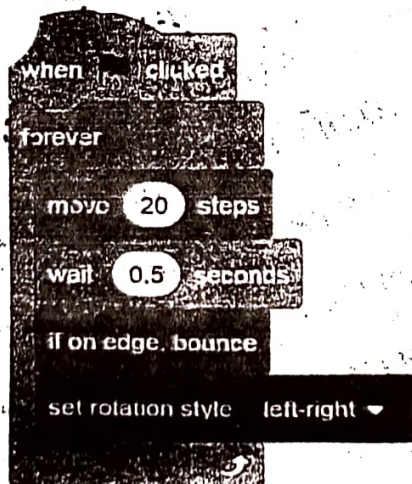 when clicked
forever
move 20 steps
wait 0.5 seconds
if on edge, bounce
set rotation style left-right